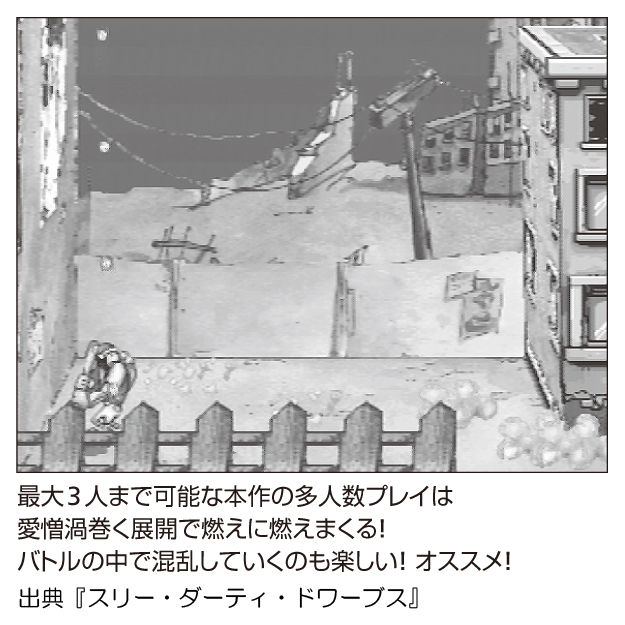 最大3人まで可能な本作の多人数プレイは
愛憎渦巻く展開で燃えに燃えまくる!
バトルの中で混乱していくのも楽しい! オススメ!
出典『スリー・ダーティ・ドワーブス』